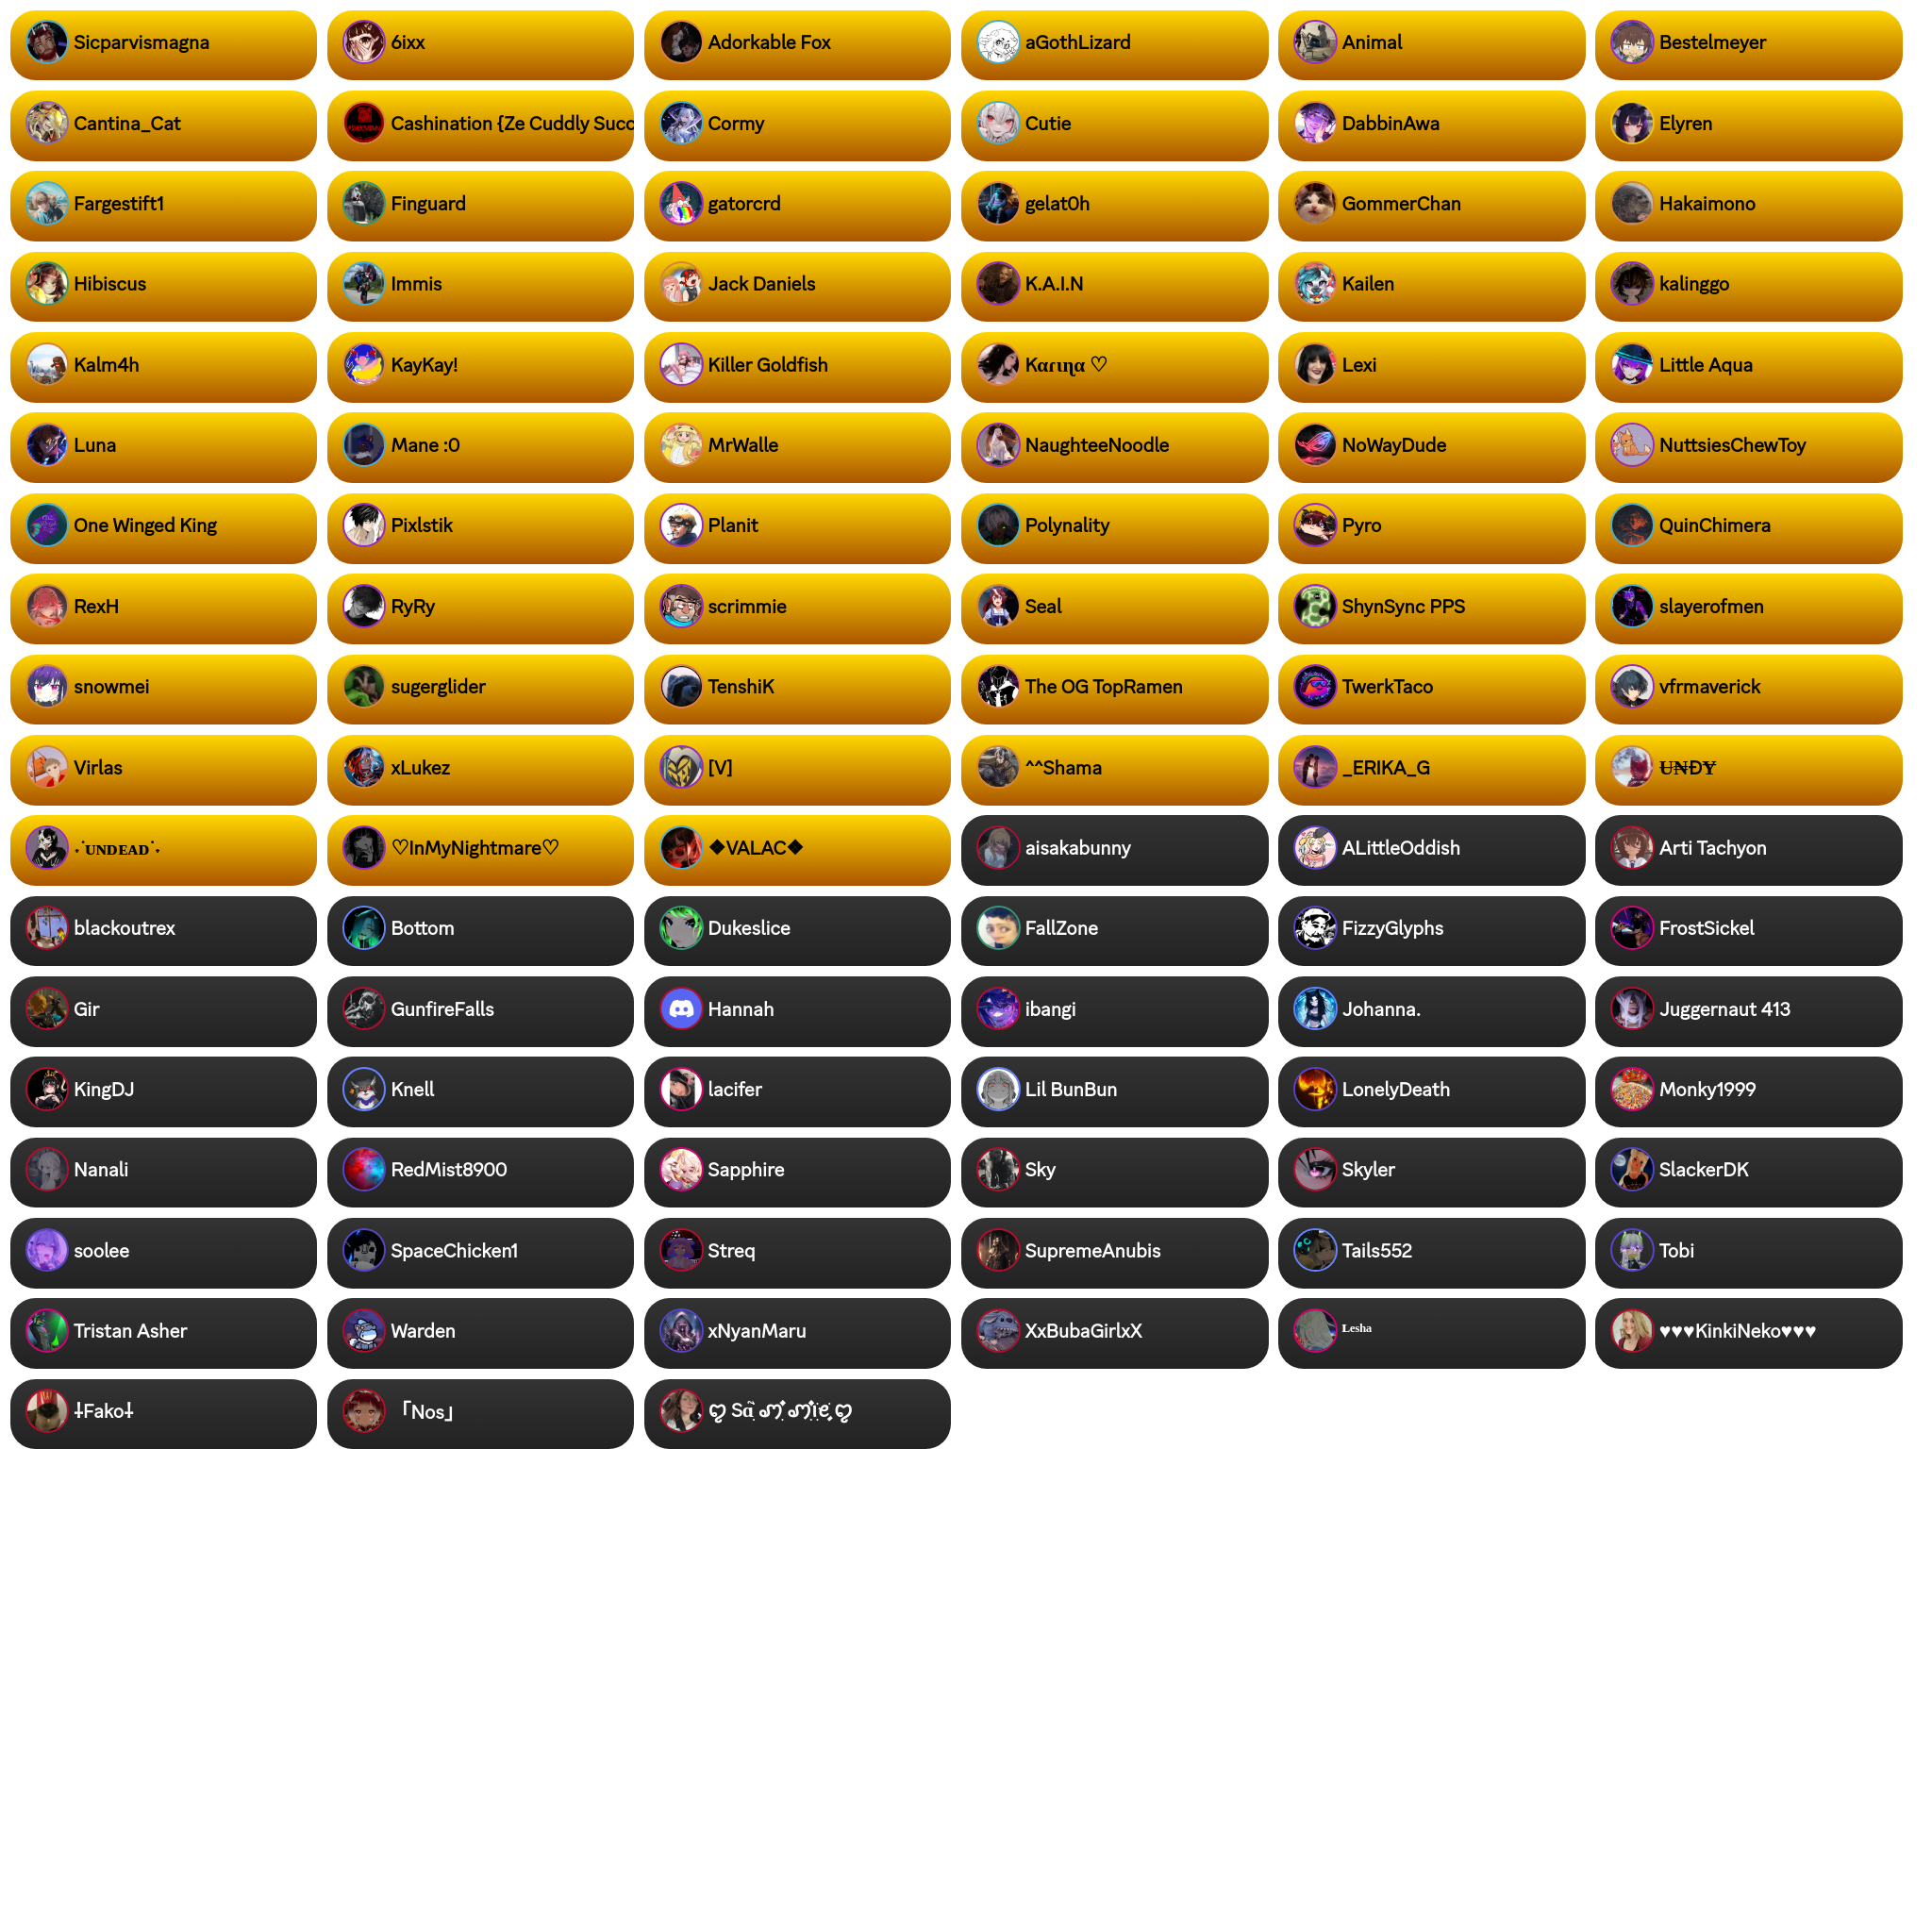 Sicparvismagna
6ixx
Adorkable Fox
aGothLizard
Animal
Bestelmeyer
Cantina_Cat
Cashination {Ze Cuddly Succ
Cormy
Cutie
DabbinAwa
Elyren
Fargestift1
Finguard
gatorcrd
gelat0h
GommerChan
Hakaimono
Hibiscus
Immis
Jack Daniels
K.A.I.N
Kailen
kalinggo
Kalm4h
KayKay!
Killer Goldfish
Kαɾιɳα ♡
Lexi
Little Aqua
Luna
Mane :0
MrWalle
NaughteeNoodle
NoWayDude
NuttsiesChewToy
One Winged King
Pixlstik
Planit
Polynality
Pyro
QuinChimera
RexH
RyRy
scrimmie
Seal
ShynSync PPS
slayerofmen
snowmei
sugerglider
TenshiK
The OG TopRamen
TwerkTaco
vfrmaverick
Virlas
xLukez
[V]
^^Shama
_ERIKA_G
U̶N̶D̶Y̶
˖˙ᴜɴᴅᴇᴀᴅ˙˖
♡InMyNightmare♡
❖VALAC❖
aisakabunny
ALittleOddish
Arti Tachyon
blackoutrex
Bottom
Dukeslice
FallZone
FizzyGlyphs
FrostSickel
Gir
GunfireFalls
Hannah
ibangi
Johanna.
Juggernaut 413
KingDJ
Knell
lacifer
Lil BunBun
LonelyDeath
Monky1999
Nanali
RedMist8900
Sapphire
Sky
Skyler
SlackerDK
soolee
SpaceChicken1
Streq
SupremeAnubis
Tails552
Tobi
Tristan Asher
Warden
xNyanMaru
XxBubaGirlxX
ᴸᵉˢʰᵃ
♥♥♥KinkiNeko♥♥♥
⸸Fako⸸
「Nos」